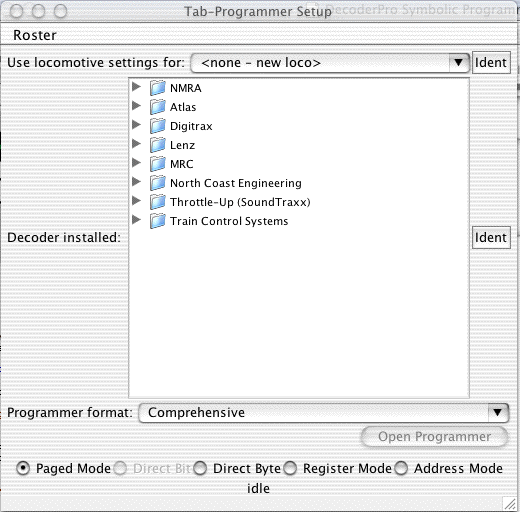 Tab-Programmer Setup
DecoderPro Symbolic Program
Roster
Use locomotive settings for: <none - new loco> Ident
NMRA
Atlas
Digitrax
Lenz
MRC
North Coast Engineering
Throttle-Up (SoundTraxx)
Train Control Systems
Decoder installed: Ident
Programmer format: Comprehensive
Open Programmer
Paged Mode Direct Bit Direct Byte Register Mode Address Mode
idle